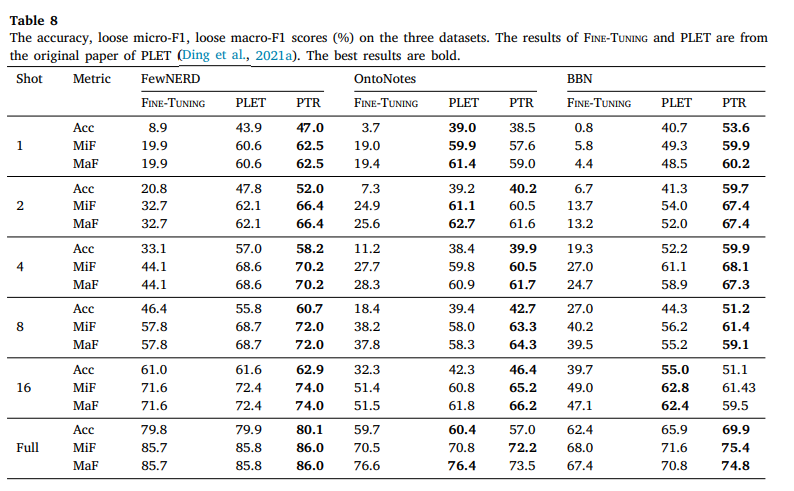 Table 8
The accuracy, loose micro-F1, loose macro-F1 scores (%) on the three datasets. The results of FINE-TUNING and PLET are from
the original paper of PLET (Ding et al., 2021a). The best results are bold.
Shot Metric FewNERD OntoNotes BBN
FINE-TUNING PLET PTR FINE-TUNING PLET PTR FINE-TUNING PLET PTR
Acc 8.9 43.9 47.0 3.7 39.0 38.5 0.8 40.7 53.6
1 MiF 19.9 60.6 62.5 19.0 59.9 57.6 5.8 49.3 59.9
MaF 19.9 60.6 62.5 19.4 61.4 59.0 4.4 48.5 60.2
Acc 20.8 47.8 52.0 7.3 39.2 40.2 6.7 41.3 59.7
2 MiF 32.7 62.1 66.4 24.9 61.1 60.5 13.7 54.0 67.4
MaF 32.7 62.1 66.4 25.6 62.7 61.6 13.2 52.0 67.4
Acc 33.1 57.0 58.2 11.2 38.4 39.9 19.3 52.2 59.9
4 MiF 44.1 68.6 70.2 27.7 59.8 60.5 27.0 61.1 68.1
MaF 44.1 68.6 70.2 28.3 60.9 61.7 24.7 58.9 67.3
Acc 46.4 55.8 60.7 18.4 39.4 42.7 27.0 44.3 51.2
8 MiF 57.8 68.7 72.0 38.2 58.0 63.3 40.2 56.2 61.4
MaF 57.8 68.7 72.0 37.8 58.3 64.3 39.5 55.2 59.1
Acc 61.0 61.6 62.9 32.3 42.3 46.4 39.7 55.0 51.1
16 MiF 71.6 72.4 74.0 51.4 60.8 65.2 49.0 62.8 61.43
MaF 71.6 72.4 74.0 51.5 61.8 66.2 47.1 62.4 59.5
Acc 79.8 79.9 80.1 59.7 60.4 57.0 62.4 65.9 69.9
Full MiF 85.7 85.8 86.0 70.5 70.8 72.2 68.0 71.6 75.4
MaF 85.7 85.8 86.0 76.6 76.4 73.5 67.4 70.8 74.8